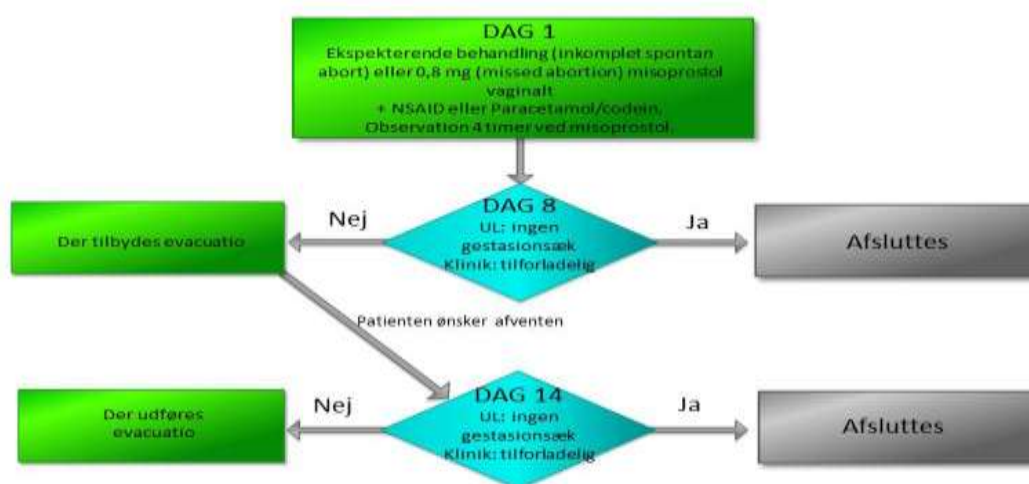 DAG 1
Ekspekterende behandling (inkomplet spontan
abort) eller 0,8 mg (missed abortion) misoprostol
vaginalt
+ NSAID eller Paracetamol/codein.
Observation 4 timer ved misoprostol.
DAG 8
UL: ingen
gestasionsæk
Klinik: tilforladelig
Nej
Ja
Der tilbydes evacuatio
Afsluttes
Patienten ønsker afventen
DAG 14
UL: ingen
gestasionsæk
Klinik: tilforladelig
Nej
Ja
Der udføres
evacuatio
Afsluttes